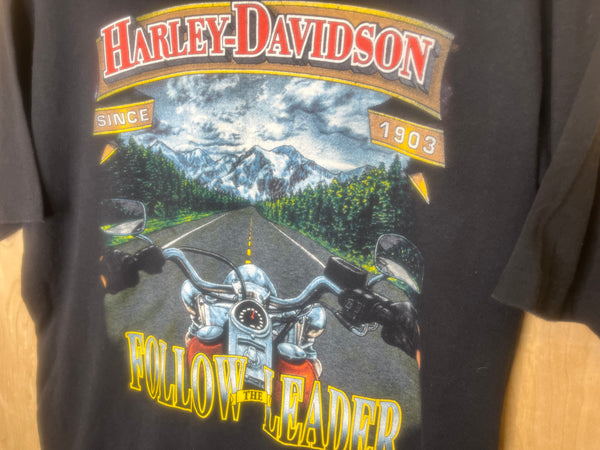 HARLEY-DAVIDSON
SINCE 1903
FOLLOW THE LEADER